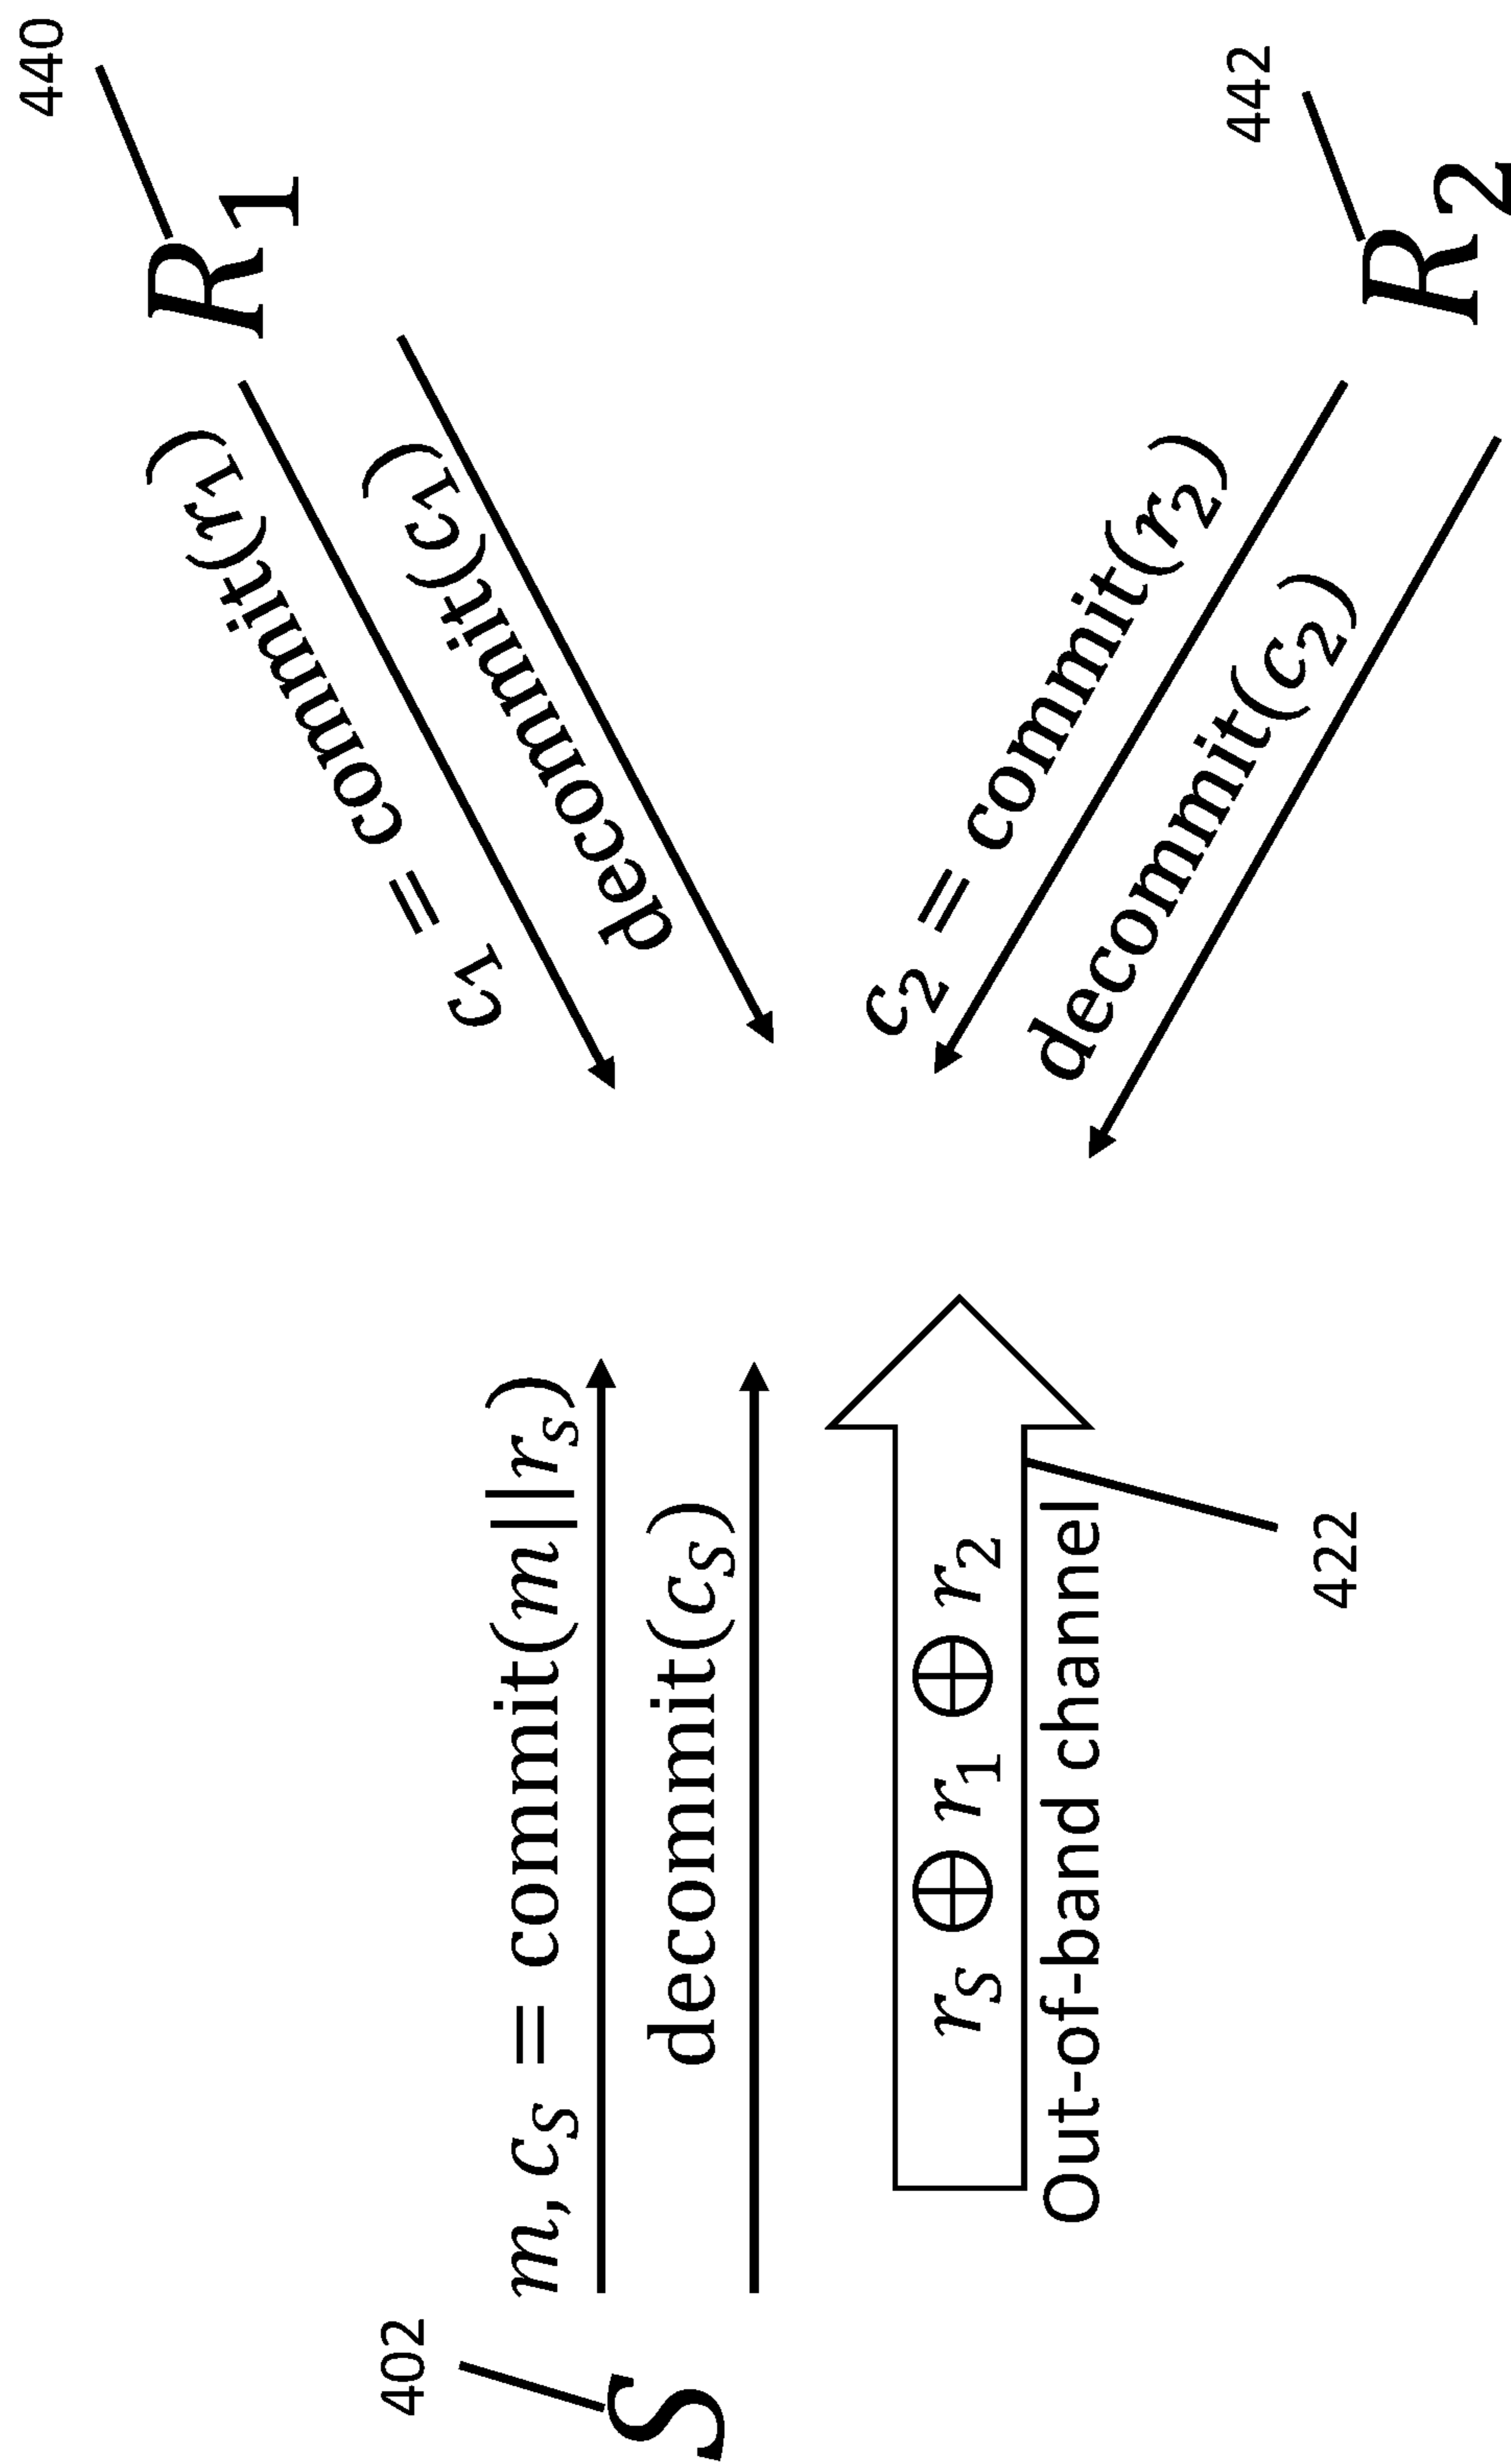 440
R1
c₁ = commit(r₁)
decommit(c₁)
402
S
m, cₛ = commit(m||rₛ)
decommit(cₛ)
rₛ ⊕ r₁ ⊕ r₂
Out-of-band channel
422
c₂ = commit(r₂)
decommit(c₂)
442
R2